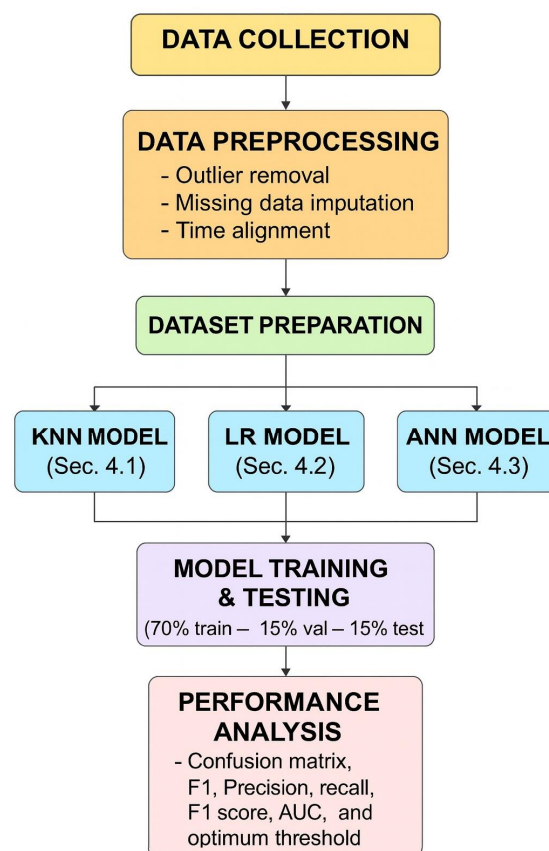 DATA COLLECTION
DATA PREPROCESSING
- Outlier removal
- Missing data imputation
- Time alignment
DATASET PREPARATION
KNN MODEL
(Sec. 4.1)
LR MODEL
(Sec. 4.2)
ANN MODEL
(Sec. 4.3)
MODEL TRAINING
& TESTING
(70% train – 15% val – 15% test
PERFORMANCE
ANALYSIS
- Confusion matrix,
F1, Precision, recall,
F1 score, AUC, and
optimum threshold